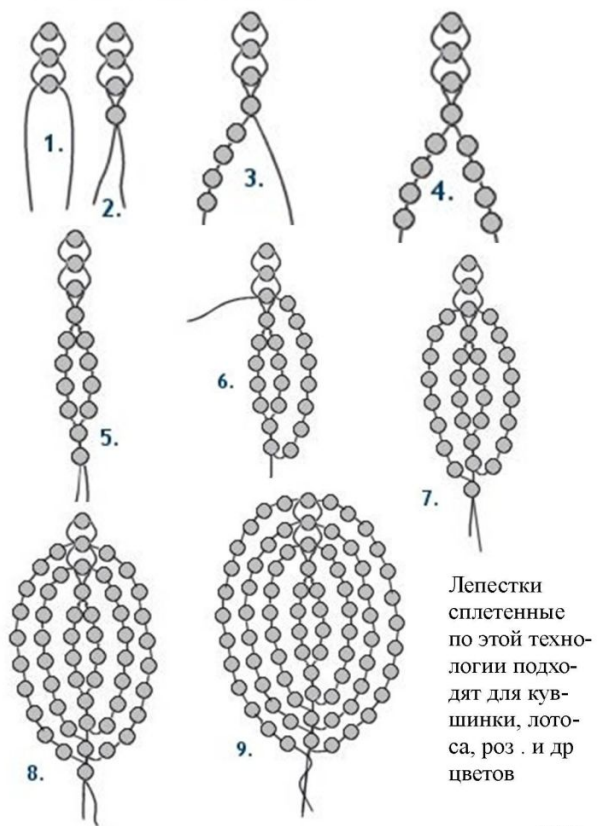 1.
2.
3.
4.
5.
6.
7.
8.
9.
Лепестки
сплетенные
по этой техно-
логии подхо-
дят для кув-
шинки, лото-
са, роз . и др
цветов